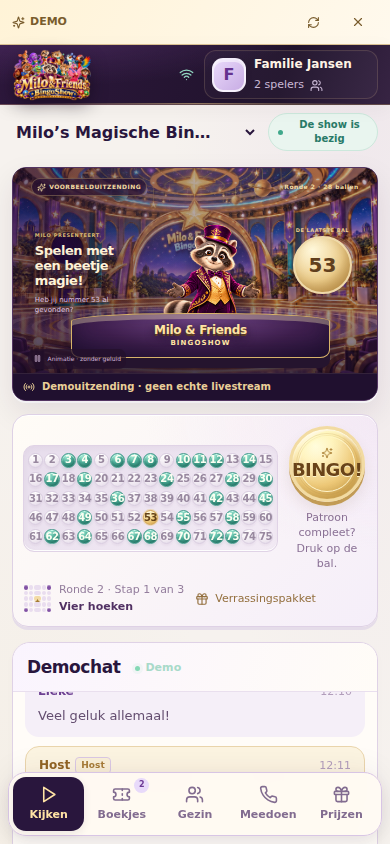 DEMO
Milo & Friends
BINGOSHOW
F
Familie Jansen
2 spelers
Milo's Magische Bin...
De show is
bezig
VOORBEELDUITZENDING
Ronde 2 · 28 ballen
MILO PRESENTEERT
Spelen met
een beetje
magie!
Heb nummer 53 al
gevonden?
DE LAATSTE BAL
53
Milo & Friends
BINGOSHOW
Animatie · zonder geluid
Demouitzending · geen echte livestream
1 2 3 4 5 6 7 8 9 10 11 12 13 14 15
16 17 18 19 20 21 22 23 24 25 26 27 28 29 30
31 32 33 34 35 36 37 38 39 40 41 42 43 44 45
46 47 48 49 50 51 52 53 54 55 56 57 58 59 60
61 62 63 64 65 66 67 68 69 70 71 72 73 74 75
BINGO!
Patroon
compleet?
Druk op de
bal.
Ronde 2 · Stap 1 van 3
Vier hoeken
Verrassingspakket
Demochat
Demo
Lieke 12:10
Veel geluk allemaal!
Host Host 12:11
Kijken
Boekjes 2
Gezin
Meedoen
Prijzen